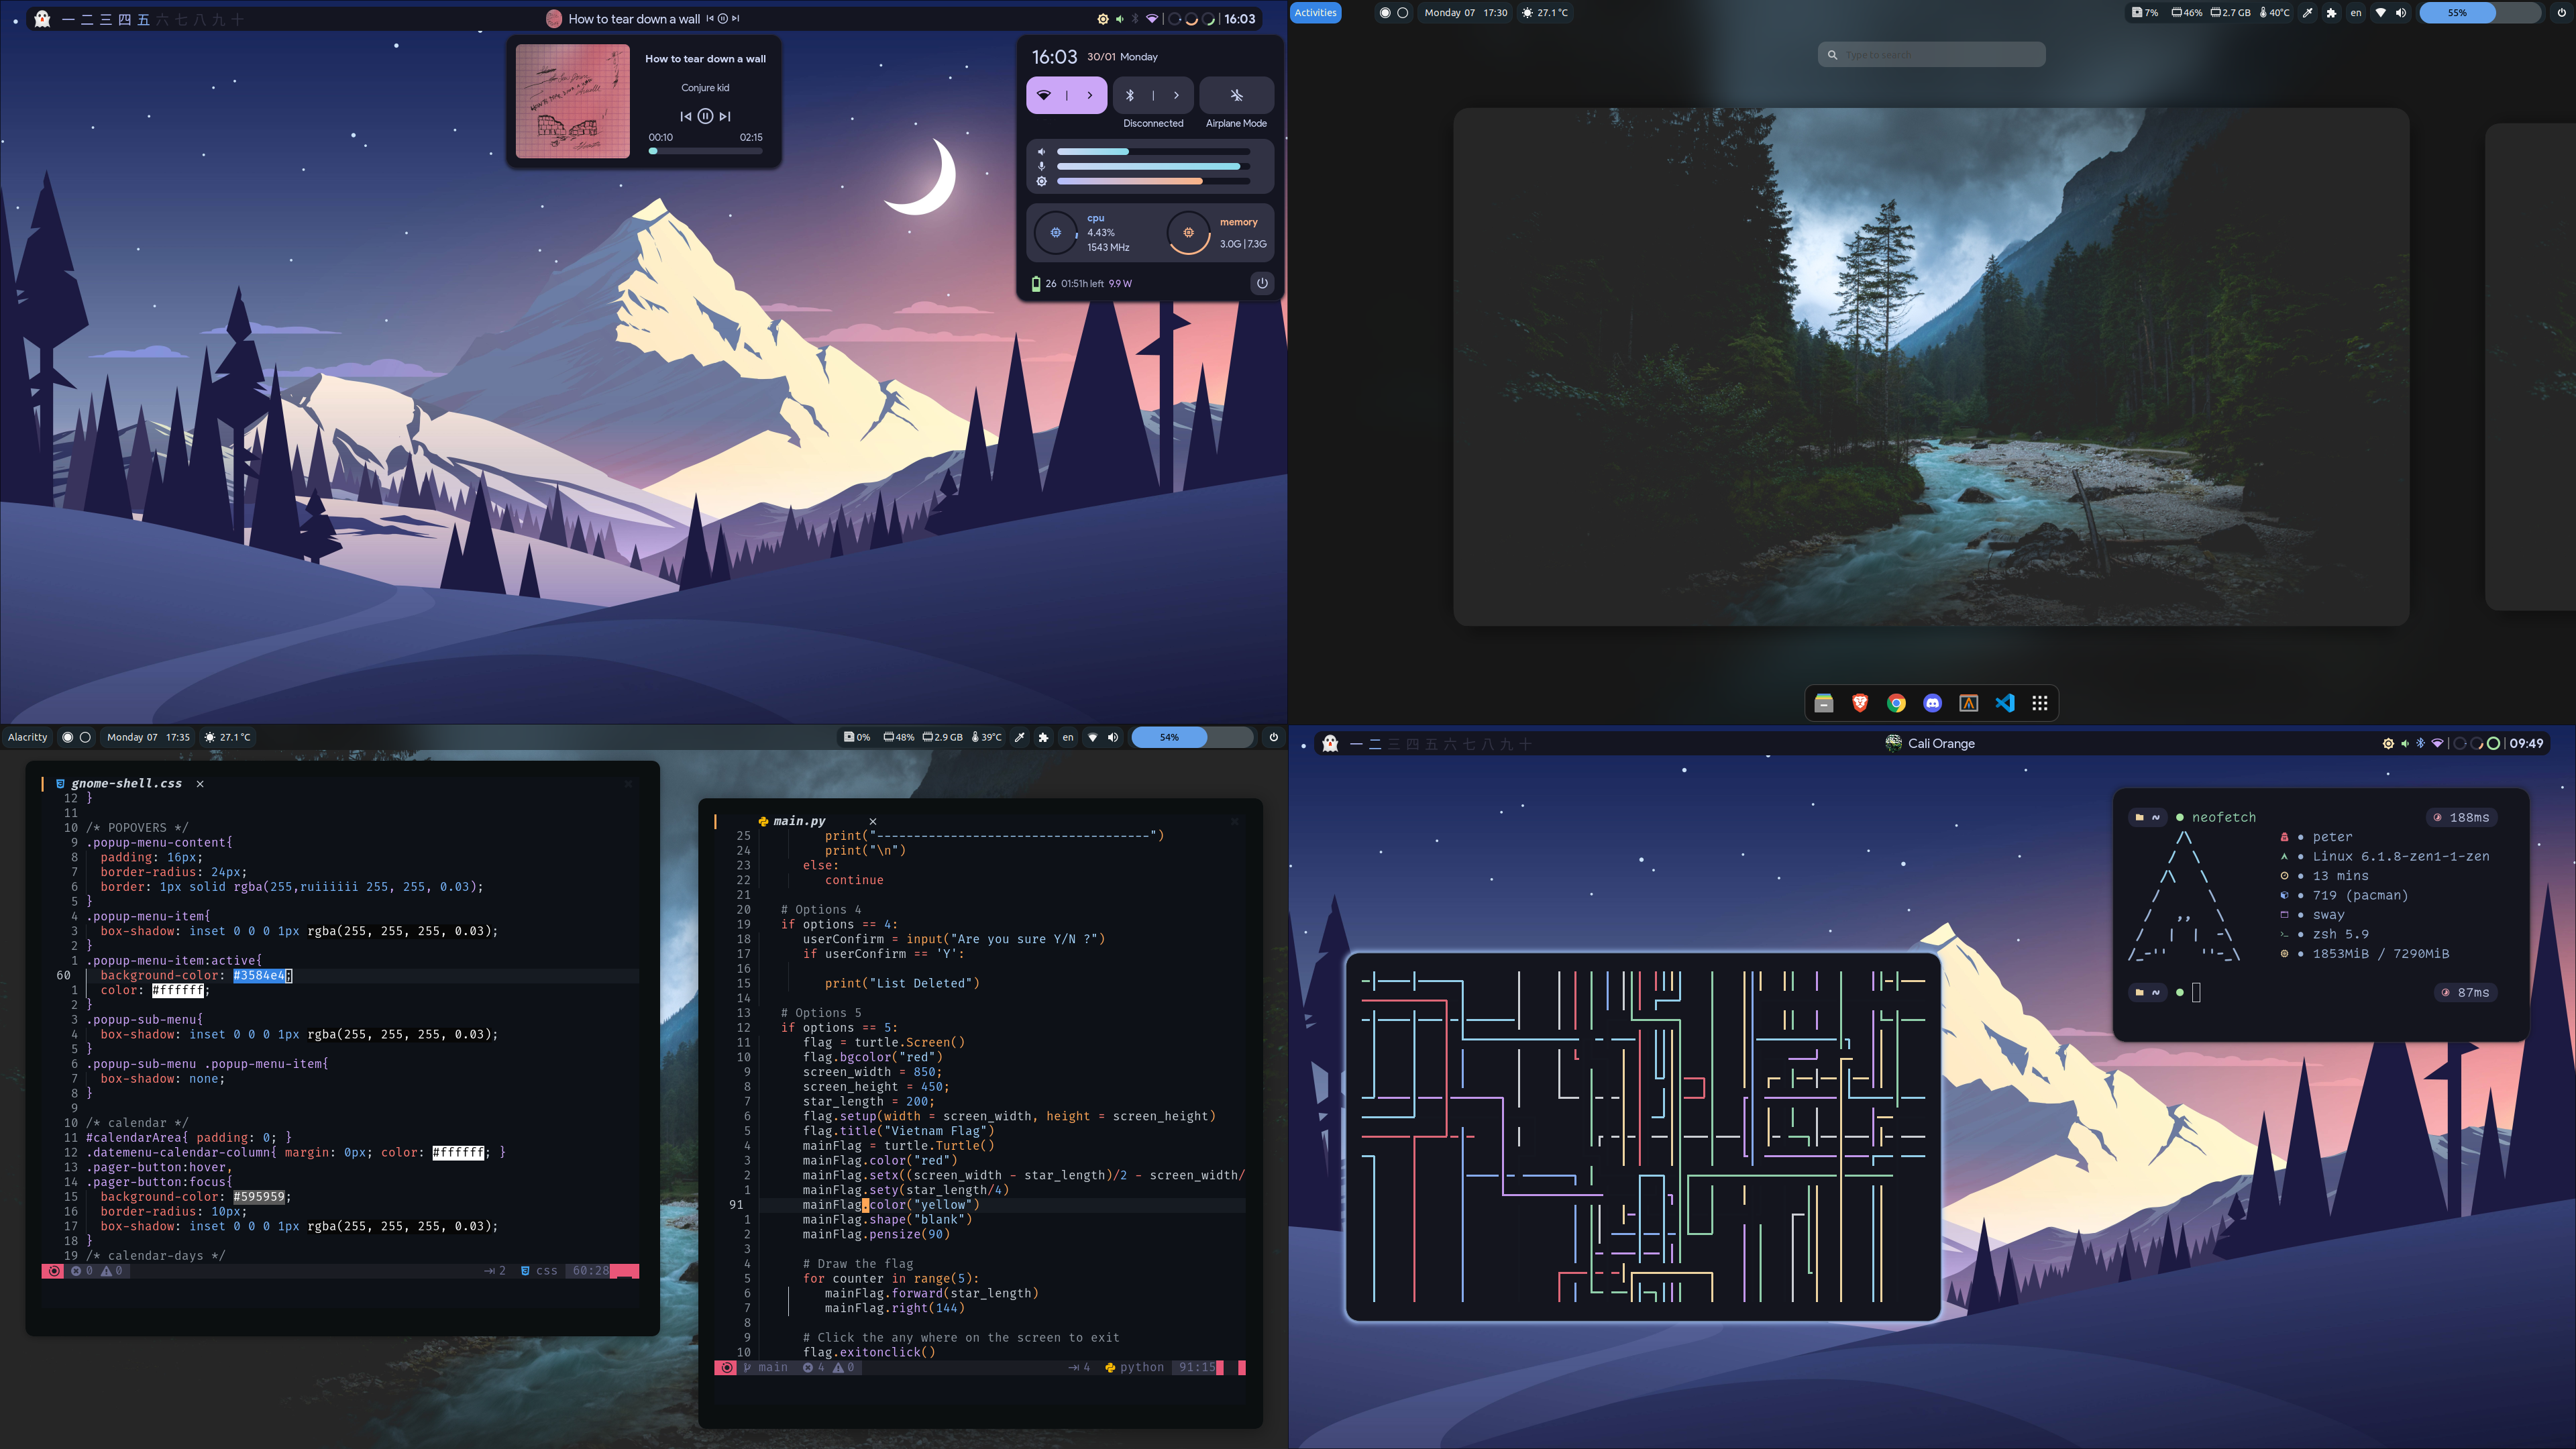 一 二 三 四 五 六 七 八 九 十
How to tear down a wall
16:03
How to tear down a wall
Conjure kid
00:10 02:15
16:03 30/01 Monday
Disconnected Airplane Mode
cpu
4.43%
1543 MHz
memory
3.0G | 7.3G
26 01:51h left 9.9 W
Activities
Monday 07 17:30
27.1 °C
7% 46% 2.7 GB 40°C
en
55%
Type to search
Alacritty
Monday 07 17:35
27.1 °C
0% 48% 2.9 GB 39°C
en
54%
gnome-shell.css ×
12 }
11
10 /* POPOVERS */
9 .popup-menu-content{
8 padding: 16px;
7 border-radius: 24px;
6 border: 1px solid rgba(255,ruiiiiii 255, 255, 0.03);
5 }
4 .popup-menu-item{
3 box-shadow: inset 0 0 0 1px rgba(255, 255, 255, 0.03);
2 }
1 .popup-menu-item:active{
60 background-color: #3584e4;
1 color: #ffffff;
2 }
3 .popup-sub-menu{
4 box-shadow: inset 0 0 0 1px rgba(255, 255, 255, 0.03);
5 }
6 .popup-sub-menu .popup-menu-item{
7 box-shadow: none;
8 }
9
10 /* calendar */
11 #calendarArea{ padding: 0; }
12 .datemenu-calendar-column{ margin: 0px; color: #ffffff; }
13 .pager-button:hover,
14 .pager-button:focus{
15 background-color: #595959;
16 border-radius: 10px;
17 box-shadow: inset 0 0 0 1px rgba(255, 255, 255, 0.03);
18 }
19 /* calendar-days */
0 0 2 css 60:28
main.py ×
25 print("-------------------------------------")
24 print("\n")
23 else:
22 continue
21
20 # Options 4
19 if options == 4:
18 userConfirm = input("Are you sure Y/N ?")
17 if userConfirm == 'Y':
16
15 print("List Deleted")
14
13 # Options 5
12 if options == 5:
11 flag = turtle.Screen()
10 flag.bgcolor("red")
9 screen_width = 850;
8 screen_height = 450;
7 star_length = 200;
6 flag.setup(width = screen_width, height = screen_height)
5 flag.title("Vietnam Flag")
4 mainFlag = turtle.Turtle()
3 mainFlag.color("red")
2 mainFlag.setx((screen_width - star_length)/2 - screen_width/
1 mainFlag.sety(star_length/4)
91 mainFlag.color("yellow")
1 mainFlag.shape("blank")
2 mainFlag.pensize(90)
3
4 # Draw the flag
5 for counter in range(5):
6 mainFlag.forward(star_length)
7 mainFlag.right(144)
8
9 # Click the any where on the screen to exit
10 flag.exitonclick()
main 4 0 4 python 91:15
一 二 三 四 五 六 七 八 九 十
Cali Orange
09:49
~ neofetch 188ms
peter
Linux 6.1.8-zen1-1-zen
13 mins
719 (pacman)
sway
zsh 5.9
1853MiB / 7290MiB
~ 87ms